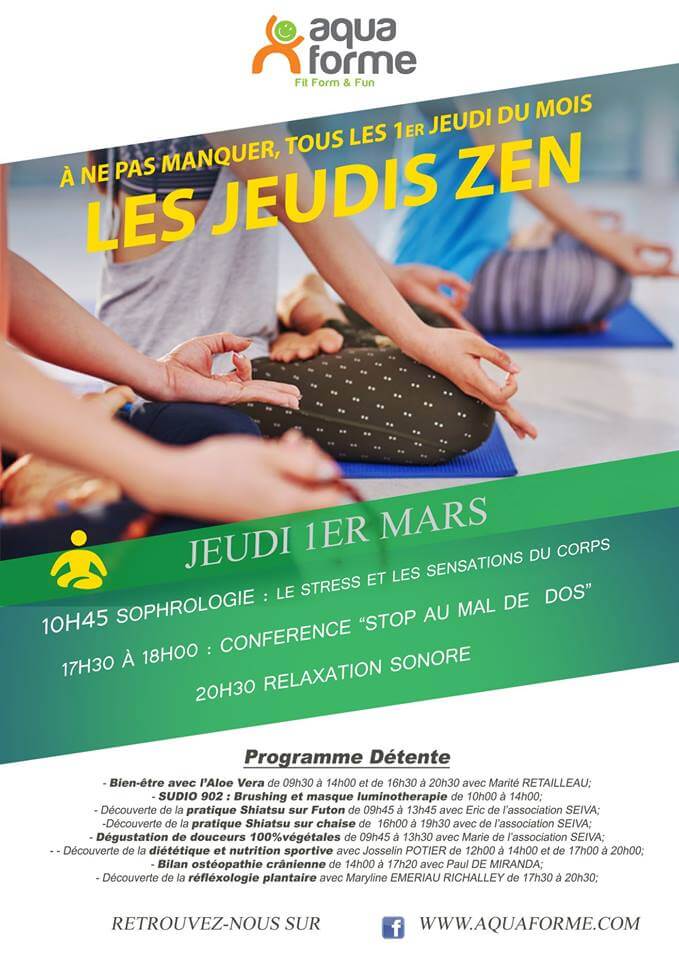 aqua
forme
Fit Form & Fun
À NE PAS MANQUER, TOUS LES 1ER JEUDI DU MOIS
LES JEUDIS ZEN
JEUDI 1ER MARS
10H45 SOPHROLOGIE : LE STRESS ET LES SENSATIONS DU CORPS
17H30 À 18H00 : CONFERENCE “STOP AU MAL DE DOS”
20H30 RELAXATION SONORE
Programme Détente
- Bien-être avec l’Aloe Vera de 09h30 à 14h00 et de 16h30 à 20h30 avec Marité RETAILLEAU;
- SUDIO 902 : Brushing et masque luminotherapie de 10h00 à 14h00;
- Découverte de la pratique Shiatsu sur Futon de 09h45 à 13h45 avec Eric de l’association SEIVA;
-Découverte de la pratique Shiatsu sur chaise de 16h00 à 19h30 avec de l’association SEIVA;
- Dégustation de douceurs 100%végétales de 09h45 à 13h30 avec Marie de l’association SEIVA;
- - Découverte de la diététique et nutrition sportive avec Josselin POTIER de 12h00 à 14h00 et de 17h00 à 20h00;
- Bilan ostéopathie crânienne de 14h00 à 17h20 avec Paul DE MIRANDA;
- Découverte de la réfléxologie plantaire avec Maryline EMERIAU RICHALLEY de 17h30 à 20h30;
RETROUVEZ-NOUS SUR f WWW.AQUAFORME.COM